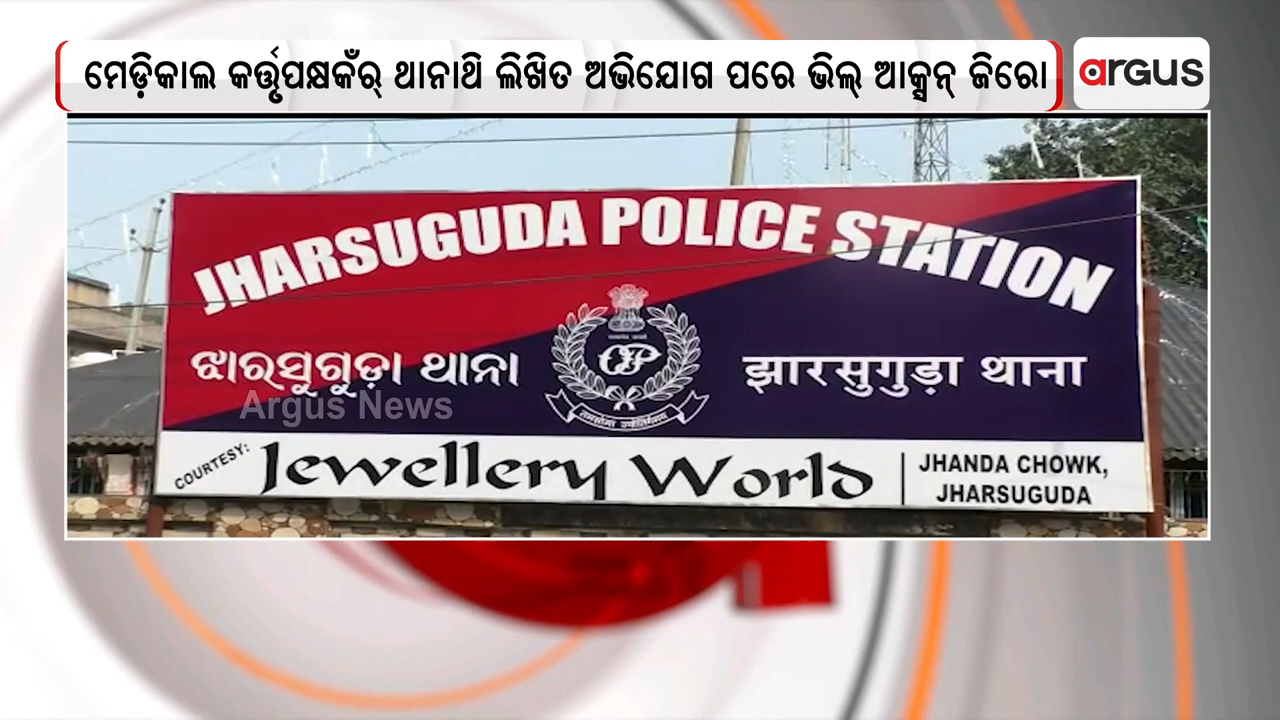 ମେଡ଼ିକାଲ କର୍ତ୍ତୃପକ୍ଷକଁର୍ ଥାନାଥି ଲିଖିତ ଅଭିଯୋଗ ପରେ ଭିଲ୍ ଆକ୍ସନ୍ ଜିରୋ
argus
JHARSUGUDA POLICE STATION
ଝାରସୁଗୁଡ଼ା ଥାନା
झारसुगुड़ा थाना
Argus News
COURTESY: Jewellery World
JHANDA CHOWK,
JHARSUGUDA